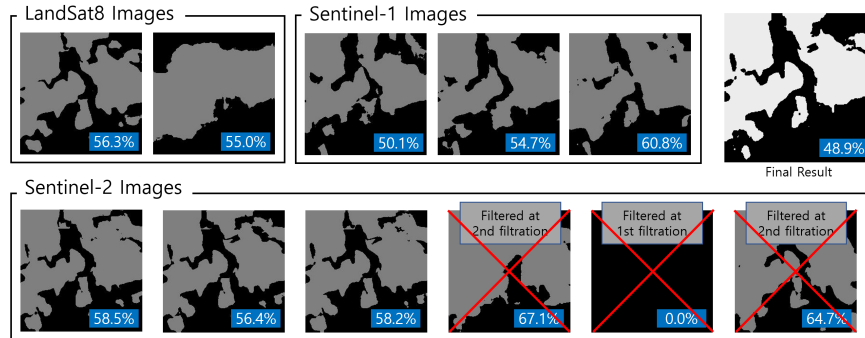 LandSat8 Images
56.3%
55.0%
Sentinel-1 Images
50.1%
54.7%
60.8%
48.9%
Final Result
Sentinel-2 Images
58.5%
56.4%
58.2%
Filtered at
2nd filtration
67.1%
Filtered at
1st filtration
0.0%
Filtered at
2nd filtration
64.7%